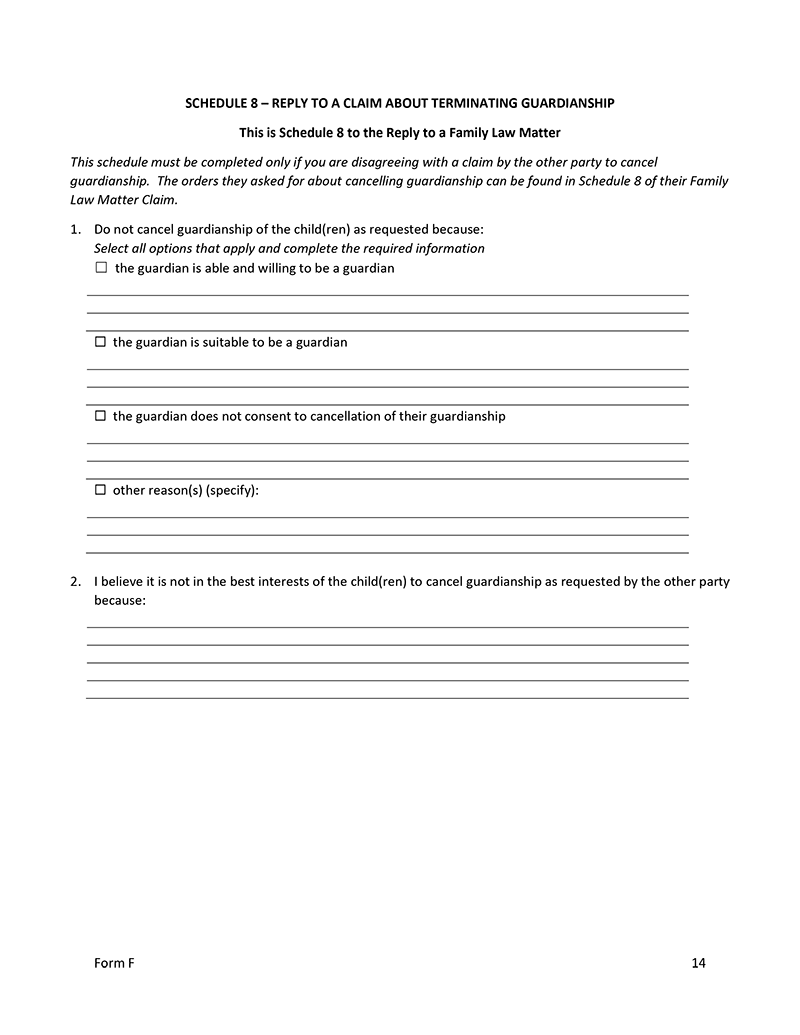 SCHEDULE 8 – REPLY TO A CLAIM ABOUT TERMINATING GUARDIANSHIP
This is Schedule 8 to the Reply to a Family Law Matter
This schedule must be completed only if you are disagreeing with a claim by the other party to cancel
guardianship. The orders they asked for about cancelling guardianship can be found in Schedule 8 of their Family
Law Matter Claim.
1. Do not cancel guardianship of the child(ren) as requested because:
Select all options that apply and complete the required information
☐ the guardian is able and willing to be a guardian
☐ the guardian is suitable to be a guardian
☐ the guardian does not consent to cancellation of their guardianship
☐ other reason(s) (specify):
2. I believe it is not in the best interests of the child(ren) to cancel guardianship as requested by the other party
because:
Form F 14